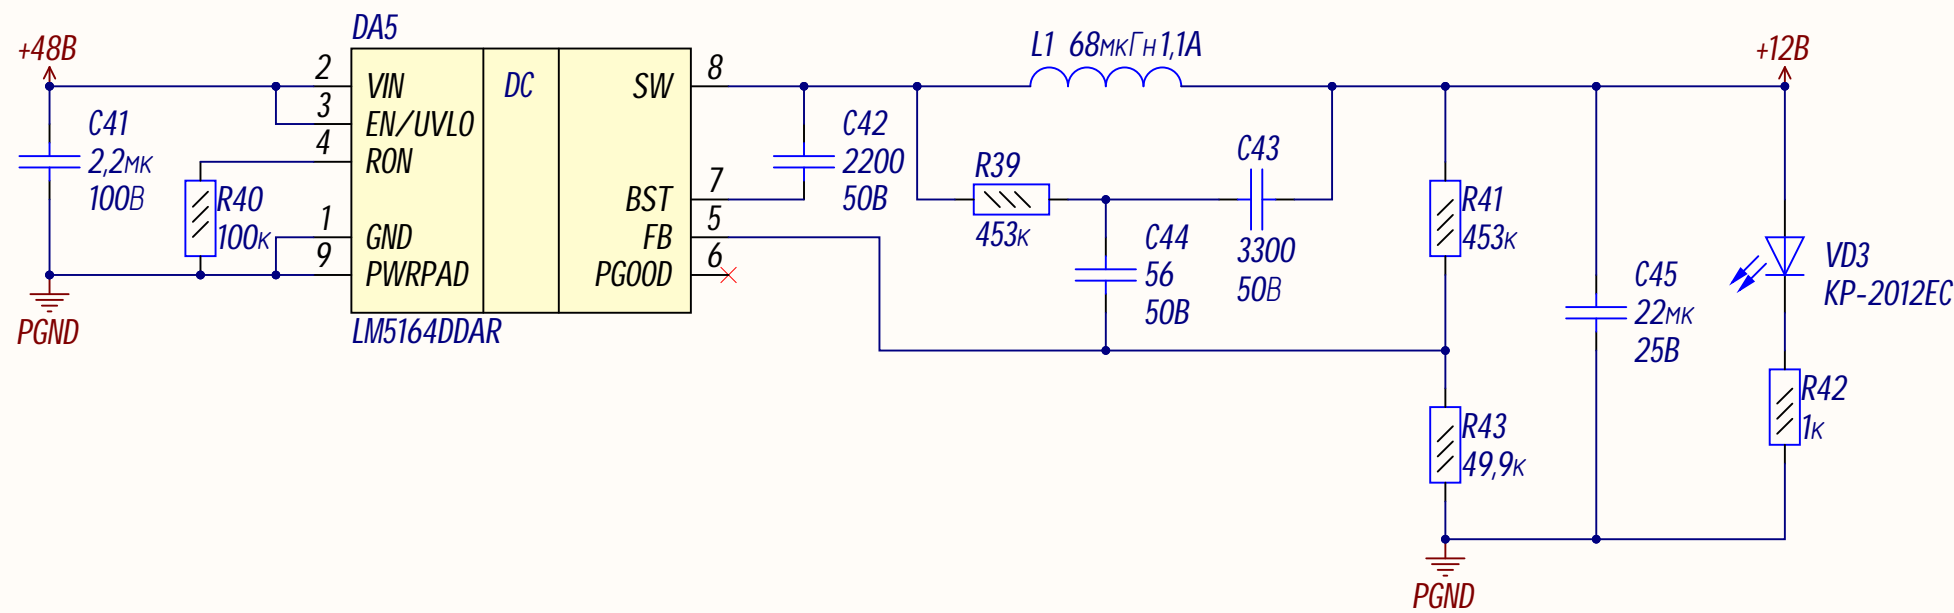 +48В
C41
2,2мк
100В
R40
100к
PGND
DA5
2
3
4
1
9
VIN
EN/UVLO
RON
GND
PWRPAD
DC
SW
BST
FB
PGOOD
8
7
5
6
LM5164DDAR
C42
2200
50В
L1 68мкГн 1,1А
R39
453к
C43
3300
50В
C44
56
50В
R41
453к
R43
49,9к
PGND
C45
22мк
25В
+12В
VD3
KP-2012EC
R42
1к